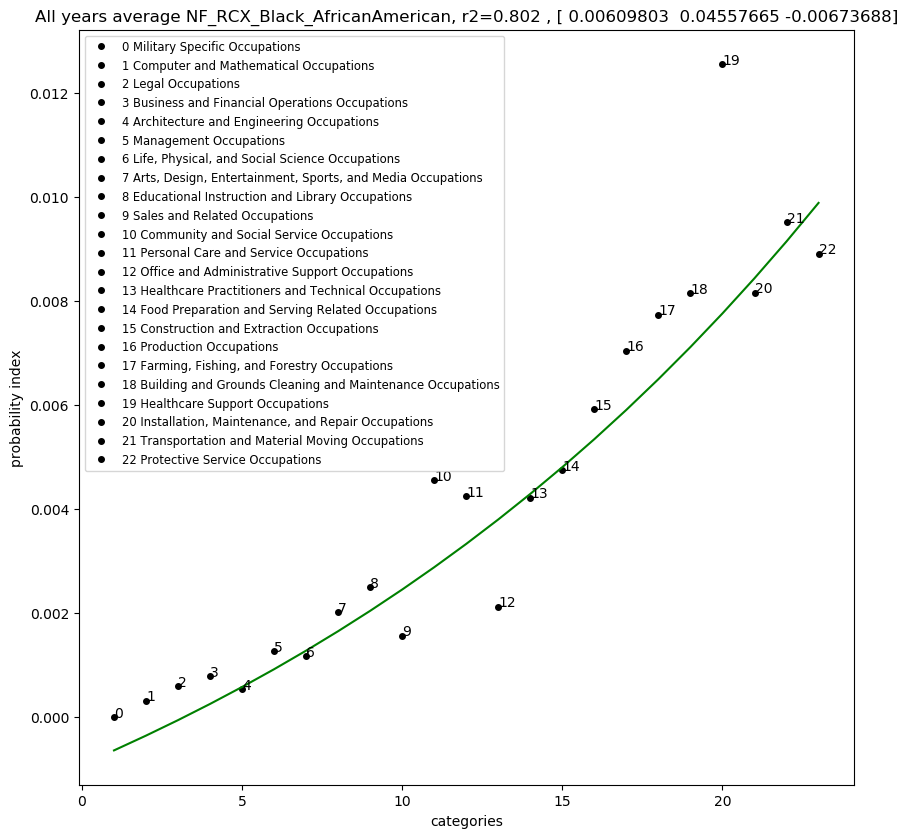 All years average NF_RCX_Black_AfricanAmerican, r2=0.802 , [ 0.00609803  0.04557665 -0.00673688]
0 Military Specific Occupations
1 Computer and Mathematical Occupations
2 Legal Occupations
3 Business and Financial Operations Occupations
4 Architecture and Engineering Occupations
5 Management Occupations
6 Life, Physical, and Social Science Occupations
7 Arts, Design, Entertainment, Sports, and Media Occupations
8 Educational Instruction and Library Occupations
9 Sales and Related Occupations
10 Community and Social Service Occupations
11 Personal Care and Service Occupations
12 Office and Administrative Support Occupations
13 Healthcare Practitioners and Technical Occupations
14 Food Preparation and Serving Related Occupations
15 Construction and Extraction Occupations
16 Production Occupations
17 Farming, Fishing, and Forestry Occupations
18 Building and Grounds Cleaning and Maintenance Occupations
19 Healthcare Support Occupations
20 Installation, Maintenance, and Repair Occupations
21 Transportation and Material Moving Occupations
22 Protective Service Occupations
probability index
0.012
0.010
0.008
0.006
0.004
0.002
0.000
0
1
2
3
4
5
6
7
8
9
10
11
12
13
14
15
16
17
18
19
20
21
22
0
5
10
15
20
categories